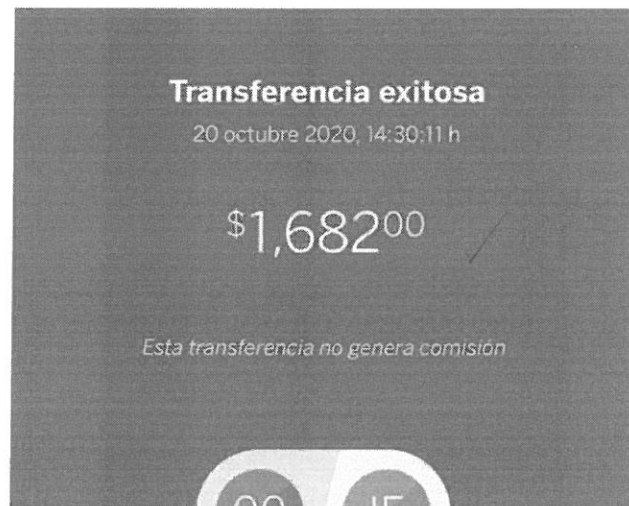 Transferencia exitosa
20 octubre 2020, 14:30:11 h
$1,68200
Esta transferencia no genera comisión